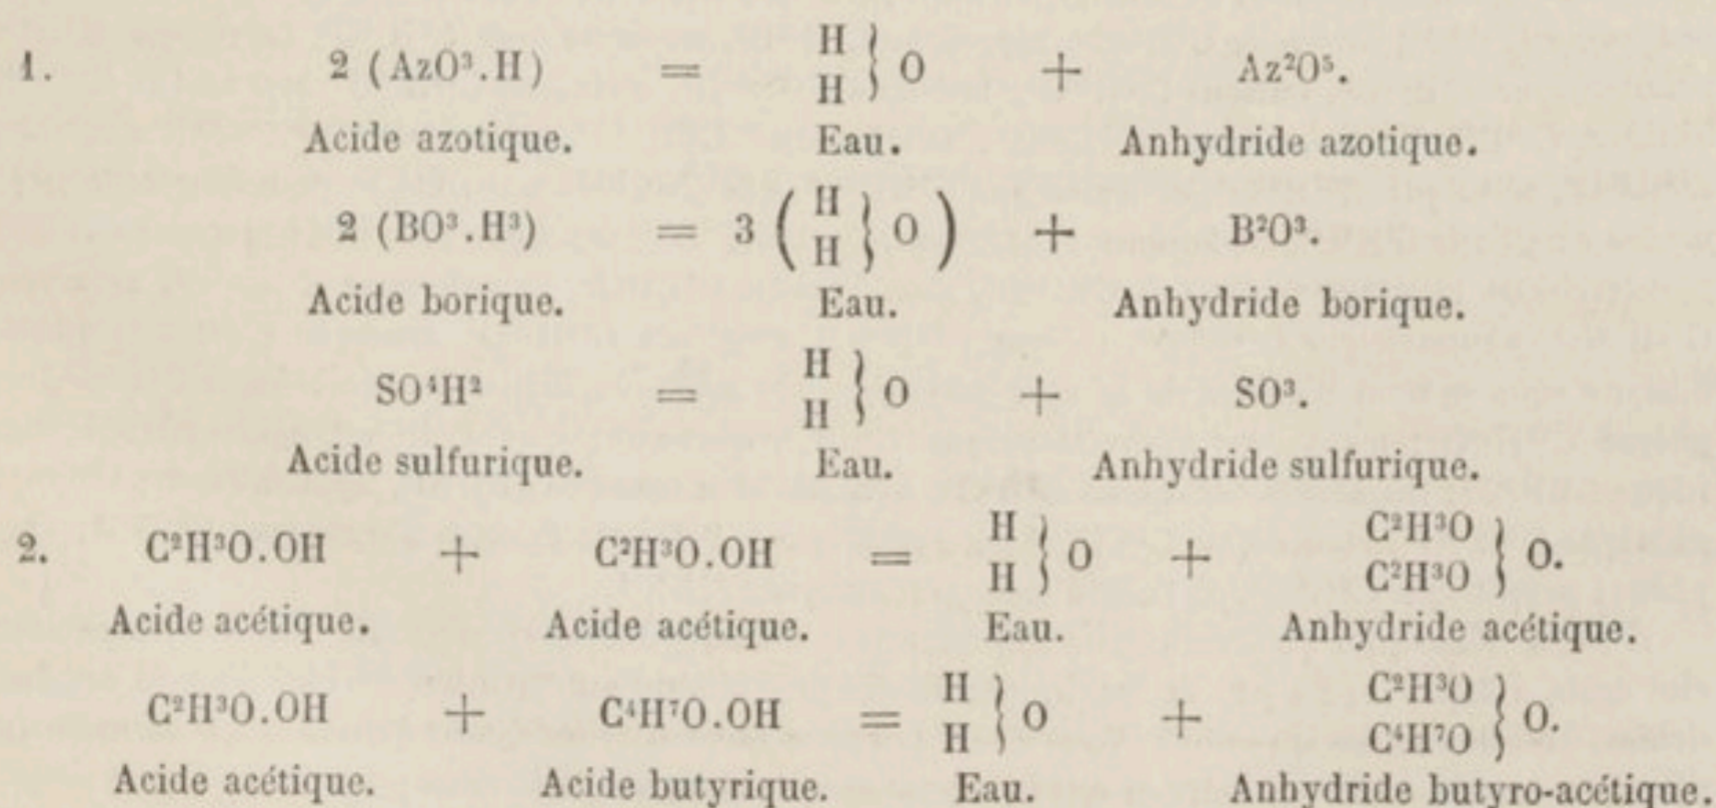 1. 2 (AzO³.H) = H H } O + Az²O⁵.
Acide azotique. Eau. Anhydride azotique.
2 (BO³.H³) = 3 ( H H } O ) + B²O³.
Acide borique. Eau. Anhydride borique.
SO⁴H² = H H } O + SO³.
Acide sulfurique. Eau. Anhydride sulfurique.
2. C²H³O.OH + C²H³O.OH = H H } O + C²H³O C²H³O } O.
Acide acétique. Acide acétique. Eau. Anhydride acétique.
C²H³O.OH + C⁴H⁷O.OH = H H } O + C²H³O C⁴H⁷O } O.
Acide acétique. Acide butyrique. Eau. Anhydride butyro-acétique.